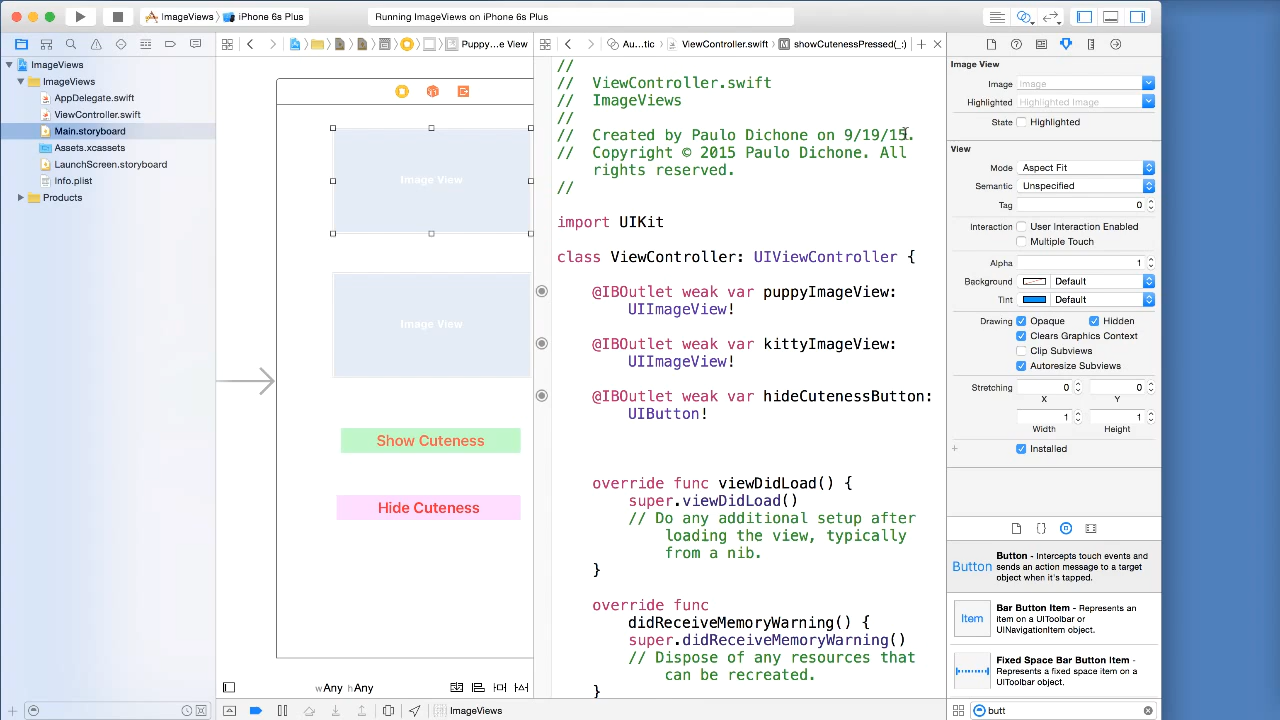 ImageViews iPhone 6s Plus
Running ImageViews on iPhone 6s Plus
Puppy...e View
Au...tic ViewController.swift M showCutenessPressed(_:)
ImageViews
ImageViews
AppDelegate.swift
ViewController.swift
Main.storyboard
Assets.xcassets
LaunchScreen.storyboard
Info.plist
Products
Image View
Image View
Show Cuteness
Hide Cuteness
wAny hAny
ImageViews
//
// ViewController.swift
// ImageViews
//
// Created by Paulo Dichone on 9/19/15.
// Copyright © 2015 Paulo Dichone. All
rights reserved.
//
import UIKit
class ViewController: UIViewController {
@IBOutlet weak var puppyImageView:
UIImageView!
@IBOutlet weak var kittyImageView:
UIImageView!
@IBOutlet weak var hideCutenessButton:
UIButton!
override func viewDidLoad() {
super.viewDidLoad()
// Do any additional setup after
loading the view, typically
from a nib.
}
override func
didReceiveMemoryWarning() {
super.didReceiveMemoryWarning()
// Dispose of any resources that
can be recreated.
}
Image View
Image Image
Highlighted Highlighted Image
State Highlighted
View
Mode Aspect Fit
Semantic Unspecified
Tag 0
Interaction User Interaction Enabled
Multiple Touch
Alpha 1
Background Default
Tint Default
Drawing Opaque Hidden
Clears Graphics Context
Clip Subviews
Autoresize Subviews
Stretching 0 0
X Y
1 1
Width Height
+ Installed
Button Button - Intercepts touch events and
sends an action message to a target
object when it's tapped.
Item Bar Button Item - Represents an
item on a UIToolbar or
UINavigationItem object.
Fixed Space Bar Button Item -
Represents a fixed space item on a
UIToolbar object.
butt